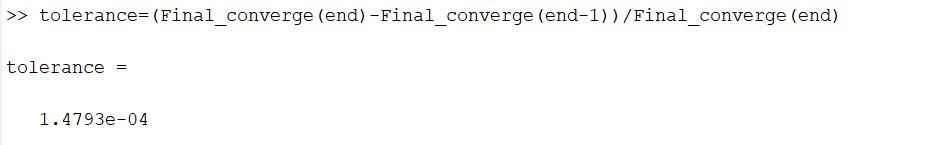 >> tolerance=(Final_converge(end)-Final_converge(end-1))/Final_converge(end)
tolerance =
1.4793e-04